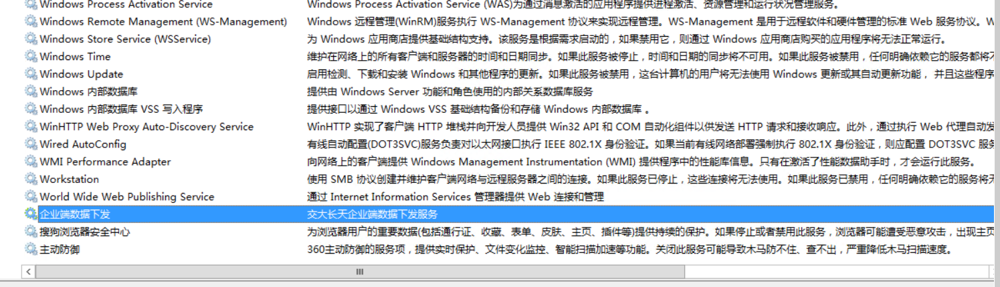 Windows Process Activation Service Windows Process Activation Service (WAS)为通过消息激活的应用程序提供进程激活、资源管理和运行状况管理服务。
Windows Remote Management (WS-Management) Windows 远程管理(WinRM)服务执行 WS-Management 协议来实现远程管理。WS-Management 是用于远程软件和硬件管理的标准 Web 服务协议。W
Windows Store Service (WSService) 为 Windows 应用商店提供基础结构支持。该服务是根据需求启动的，如果禁用它，则通过 Windows 应用商店购买的应用程序将无法正常运行。
Windows Time 维护在网络上的所有客户端和服务器的时间和日期同步。如果此服务被停止，时间和日期的同步将不可用。如果此服务被禁用，任何明确依赖它的服务都将不
Windows Update 启用检测、下载和安装 Windows 和其他程序的更新。如果此服务被禁用，这台计算机的用户将无法使用 Windows 更新或其自动更新功能， 并且这些程序
Windows 内部数据库 提供由 Windows Server 功能和角色使用的内部关系数据库服务
Windows 内部数据库 VSS 写入程序 提供接口以通过 Windows VSS 基础结构备份和存储 Windows 内部数据库 。
WinHTTP Web Proxy Auto-Discovery Service WinHTTP 实现了客户端 HTTP 堆栈并向开发人员提供 Win32 API 和 COM 自动化组件以供发送 HTTP 请求和接收响应。此外，通过执行 Web 代理自动发
Wired AutoConfig 有线自动配置(DOT3SVC)服务负责对以太网接口执行 IEEE 802.1X 身份验证。如果当前有线网络部署强制执行 802.1X 身份验证，则应配置 DOT3SVC 服务
WMI Performance Adapter 向网络上的客户端提供 Windows Management Instrumentation (WMI) 提供程序中的性能库信息。只有在激活了性能数据助手时，才会运行此服务。
Workstation 使用 SMB 协议创建并维护客户端网络与远程服务器之间的连接。如果此服务已停止，这些连接将无法使用。如果此服务已禁用，任何明确依赖它的服务将无
World Wide Web Publishing Service 通过 Internet Information Services 管理器提供 Web 连接和管理
企业端数据下发 交大长天企业端数据下发服务
搜狗浏览器安全中心 为浏览器用户的重要数据(包括通行证、收藏、表单、皮肤、主页、插件等)提供持续的保护。如果停止或者禁用此服务，浏览器可能遭受恶意攻击，出现主页
主动防御 360主动防御的服务项，提供实时保护、文件变化监控、智能扫描加速等功能。关闭此服务可能导致木马防不住、查不出，严重降低木马扫描速度。